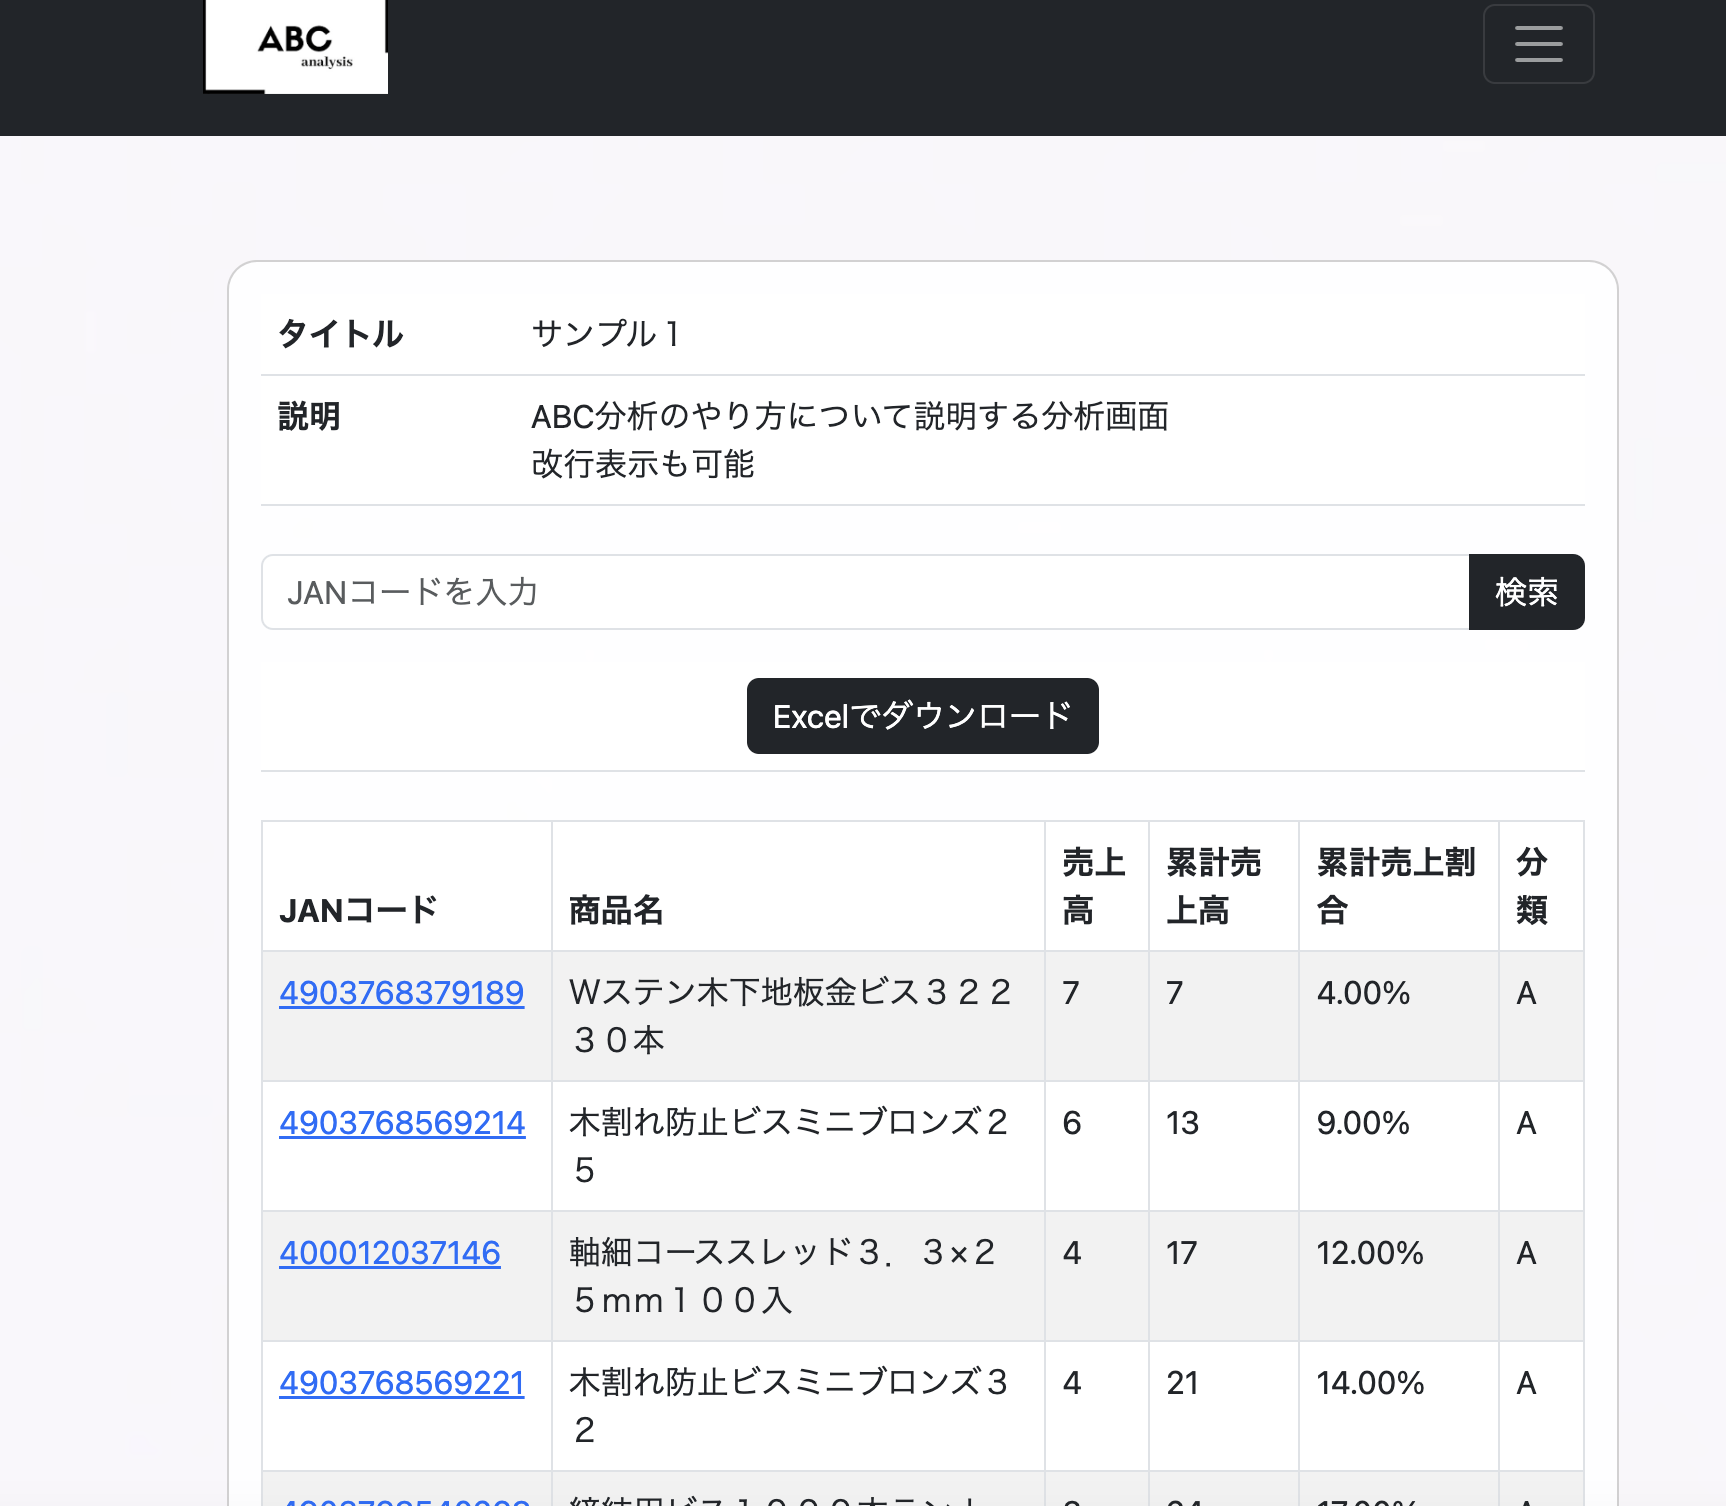 ABC
analysis
タイトル サンプル１
説明 ABC分析のやり方について説明する分析画面
改行表示も可能
JANコードを入力 検索
Excelでダウンロード
JANコード 商品名 売上高 累計売上高 累計売上割合 分類
4903768379189 Ｗステン木下地板金ビス３２２ 7 7 4.00% A
３０本
4903768569214 木割れ防止ビスミニブロンズ２ 6 13 9.00% A
５
400012037146 軸細コーススレッド３．３×２ 4 17 12.00% A
５ｍｍ１００入
4903768569221 木割れ防止ビスミニブロンズ３ 4 21 14.00% A
２